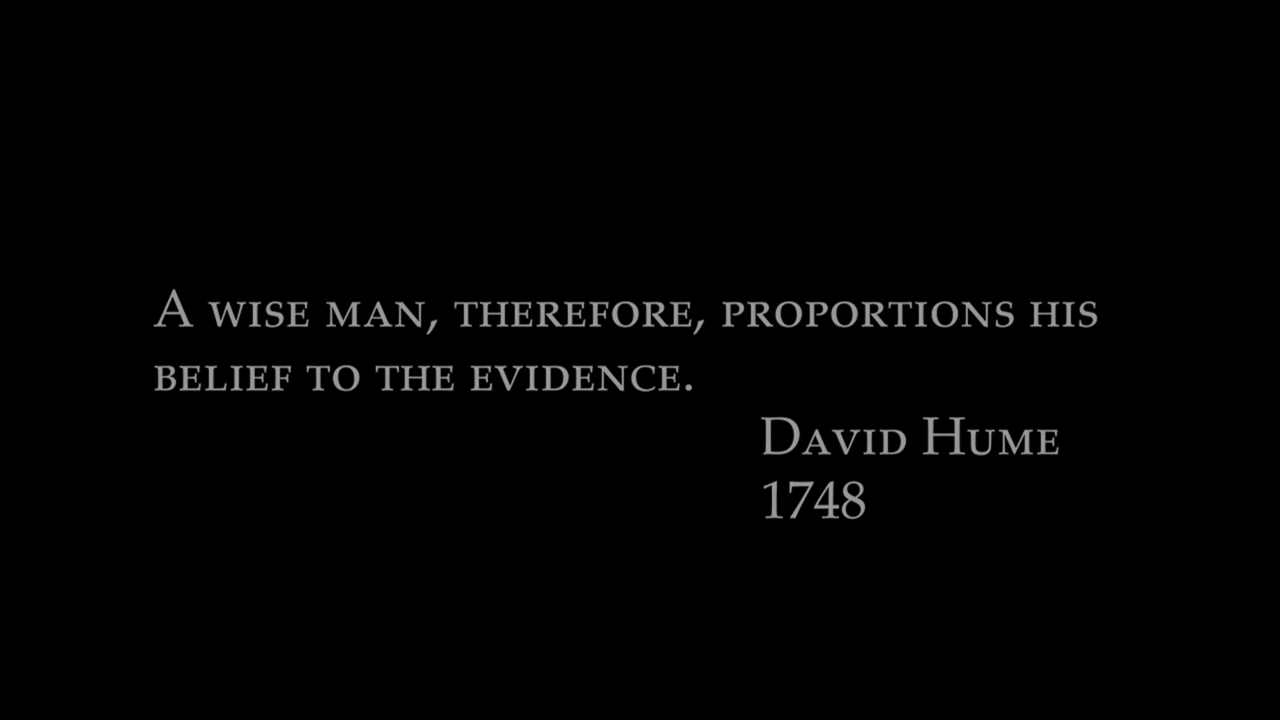 A wise man, therefore, proportions his
belief to the evidence.
David Hume
1748